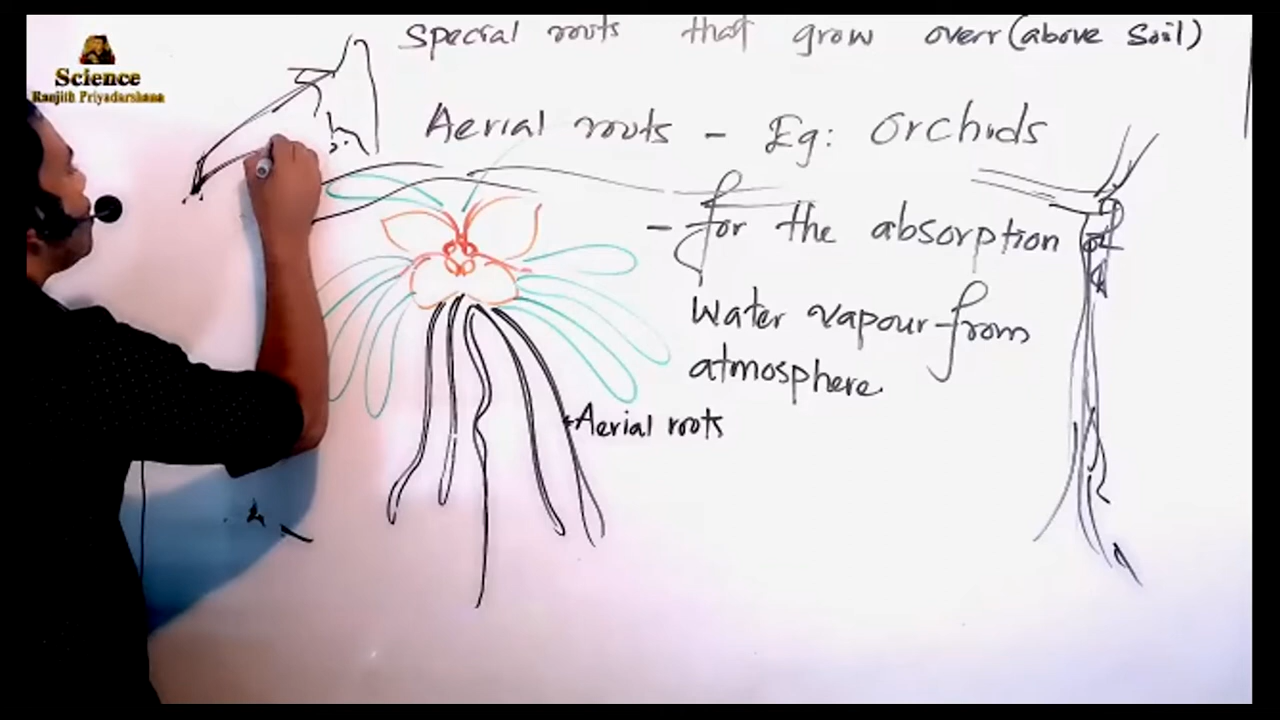 Special roots that grow overr (above Soil)
Science
Ranjith Priyadarshana
Aerial roots - Eg: Orchids
- for the absorption
water vapour from
atmosphere.
Aerial roots